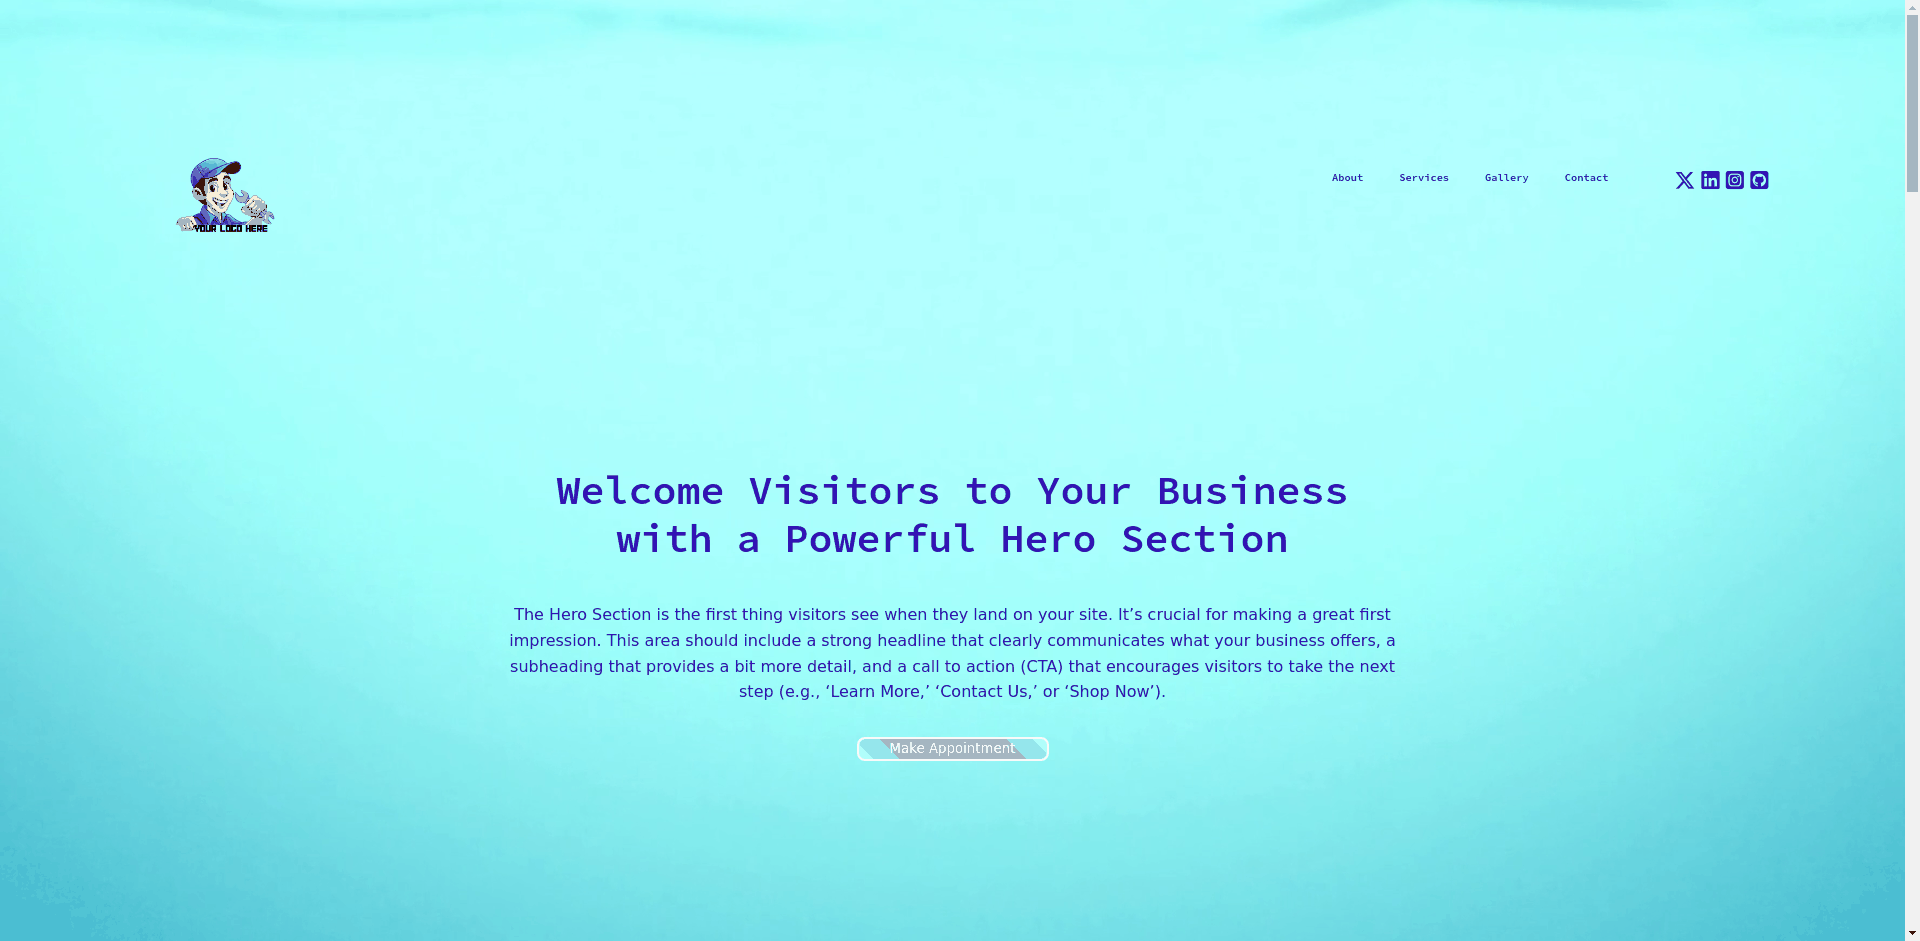 YOUR LOGO HERE
About Services Gallery Contact
Welcome Visitors to Your Business
with a Powerful Hero Section
The Hero Section is the first thing visitors see when they land on your site. It’s crucial for making a great first
impression. This area should include a strong headline that clearly communicates what your business offers, a
subheading that provides a bit more detail, and a call to action (CTA) that encourages visitors to take the next
step (e.g., ‘Learn More,’ ‘Contact Us,’ or ‘Shop Now’).
Make Appointment